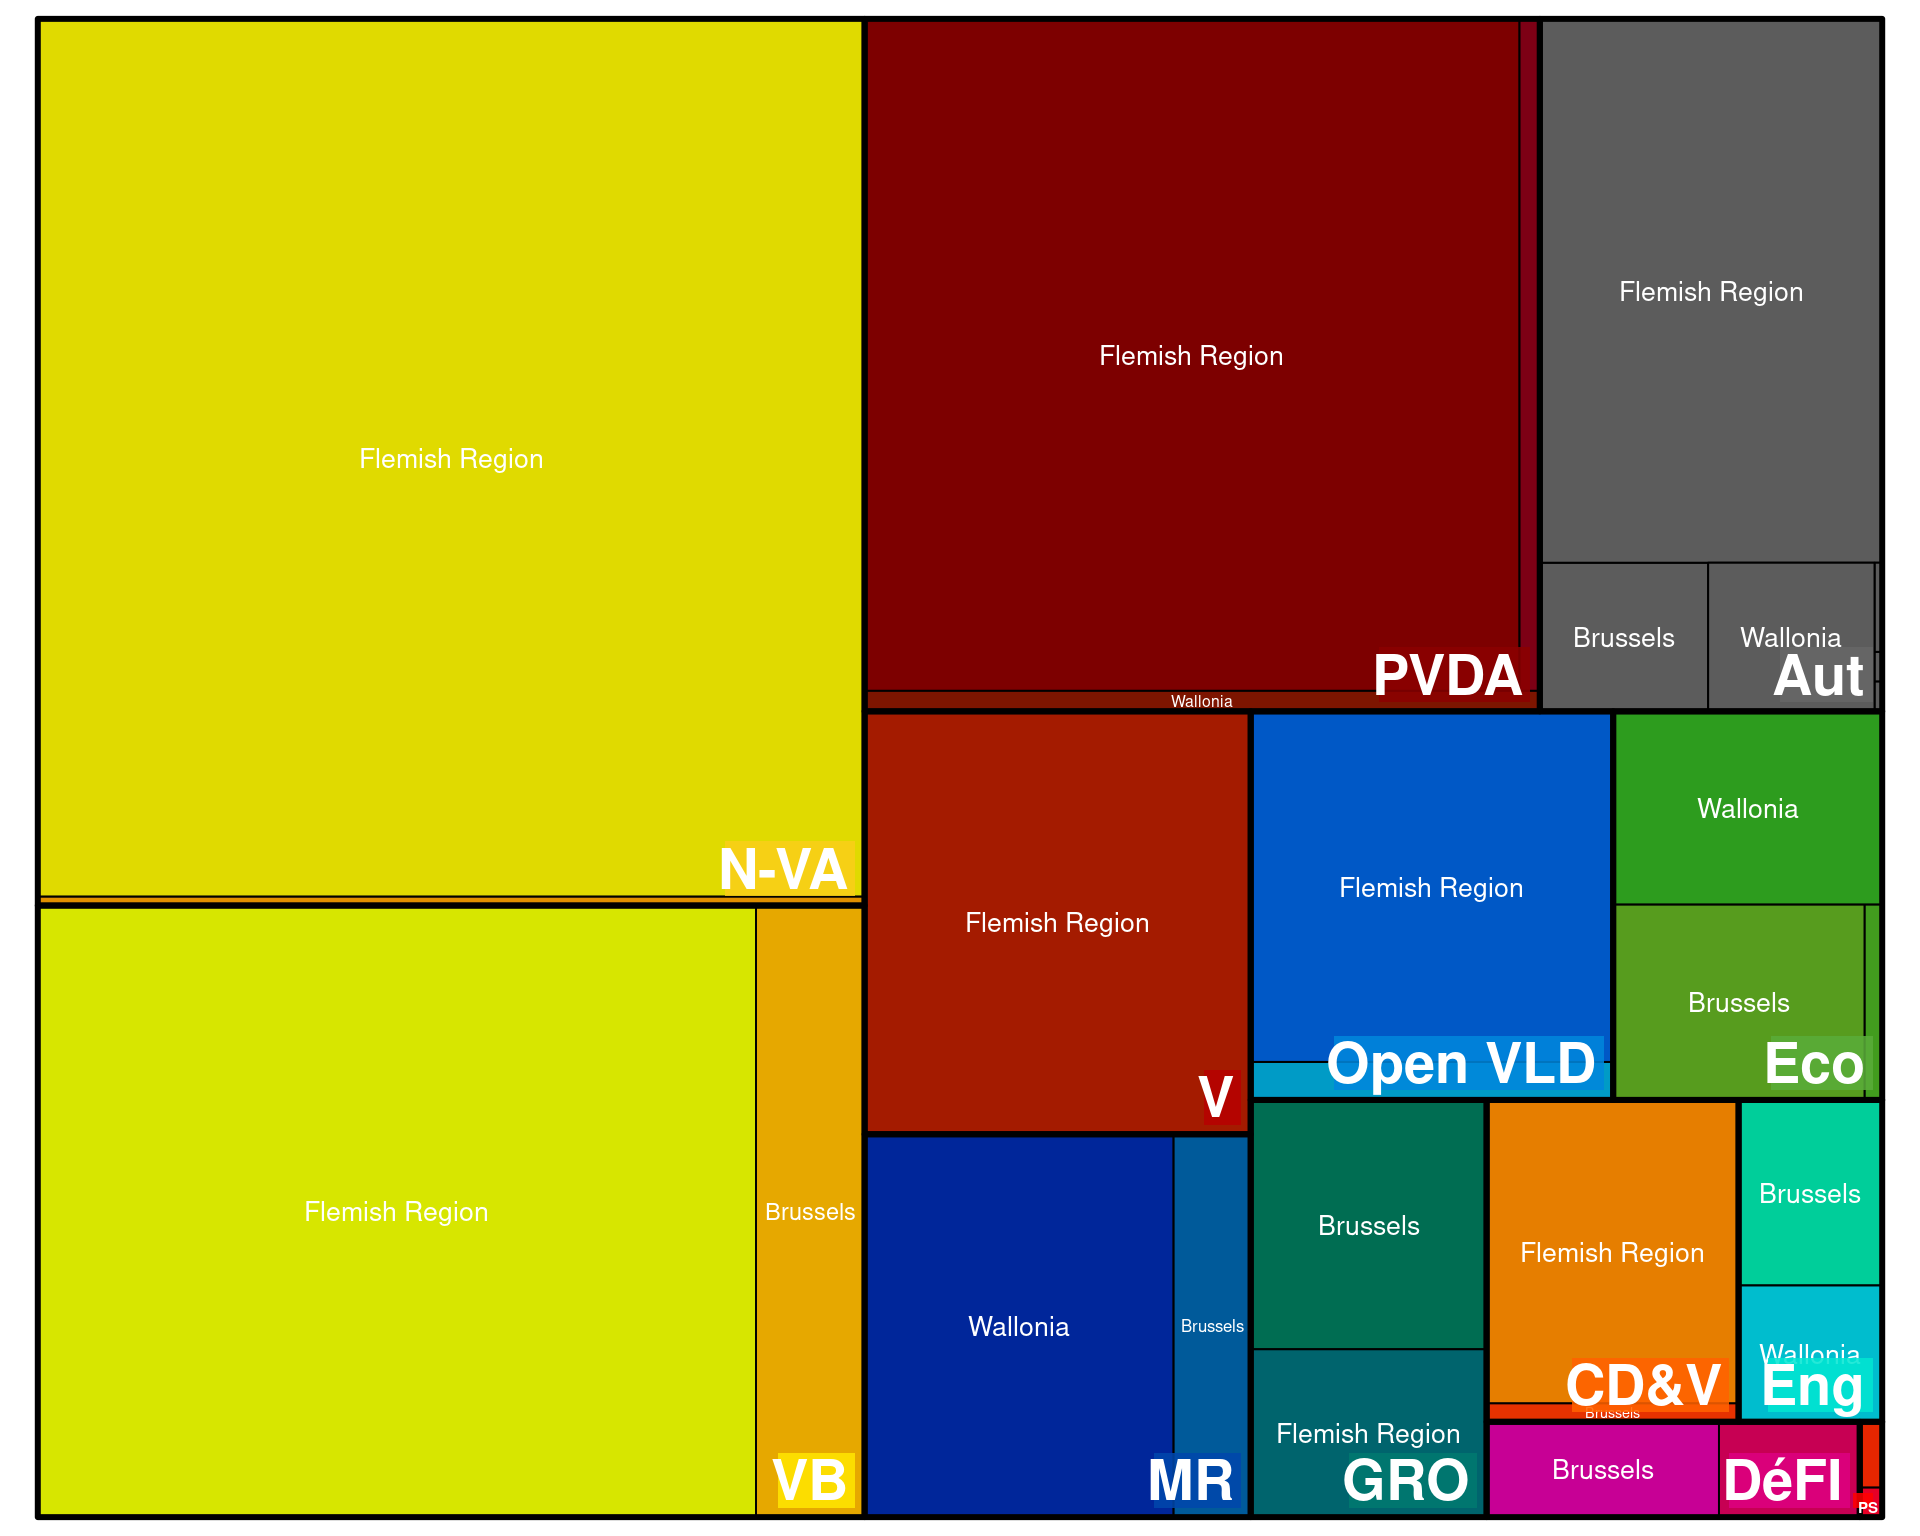 Flemish Region
N-VA
Flemish Region
Brussels
VB
Flemish Region
Wallonia
PVDA
Flemish Region
Brussels
Wallonia
Aut
Flemish Region
V
Flemish Region
Open VLD
Wallonia
Brussels
Eco
Wallonia
Brussels
MR
Brussels
Flemish Region
GRO
Flemish Region
CD&V
Brussels
Brussels
Wallonia
Eng
Brussels
DéFI
PS